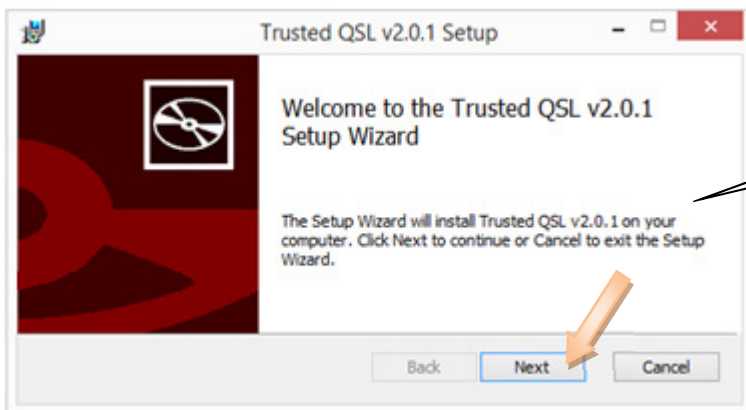 Trusted QSL v2.0.1 Setup
Welcome to the Trusted QSL v2.0.1
Setup Wizard
The Setup Wizard will install Trusted QSL v2.0.1 on your
computer. Click Next to continue or Cancel to exit the Setup
Wizard.
Back Next Cancel